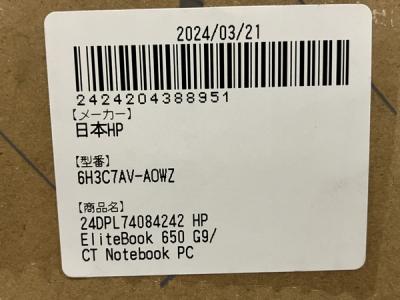 2024/03/21
2424204388951
【メーカー】
日本HP
【型番】
6H3C7AV-AOWZ
【商品名】
24DPL74084242 HP
EliteBook 650 G9/
CT Notebook PC